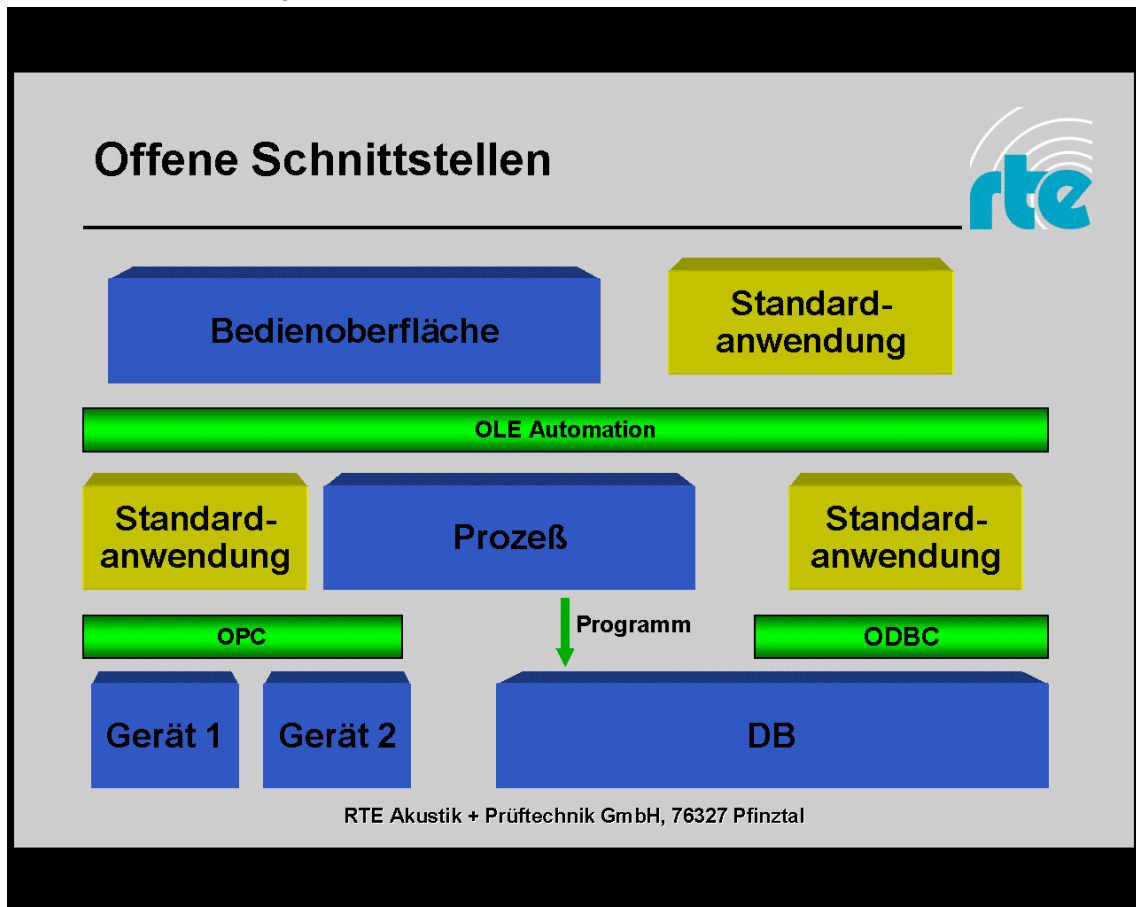 Offene Schnittstellen
rte
Bedienoberfläche
Standard-
anwendung
OLE Automation
Standard-
anwendung
Prozeß
Standard-
anwendung
OPC
Programm
ODBC
Gerät 1
Gerät 2
DB
RTE Akustik + Prüftechnik GmbH, 76327 Pfinztal